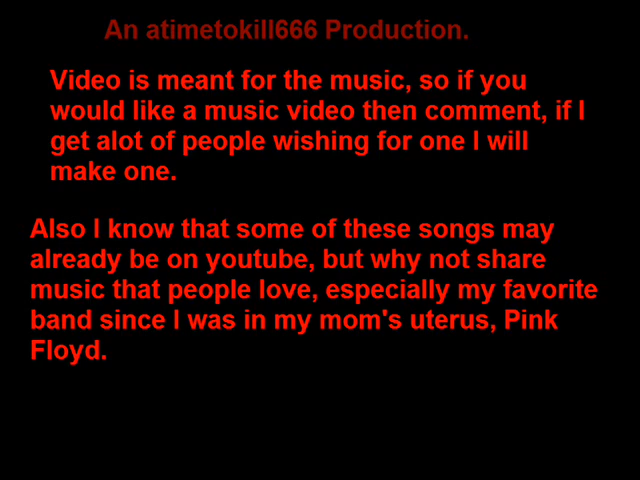 An atimetokill666 Production.
Video is meant for the music, so if you
would like a music video then comment, if I
get alot of people wishing for one I will
make one.
Also I know that some of these songs may
already be on youtube, but why not share
music that people love, especially my favorite
band since I was in my mom's uterus, Pink
Floyd.